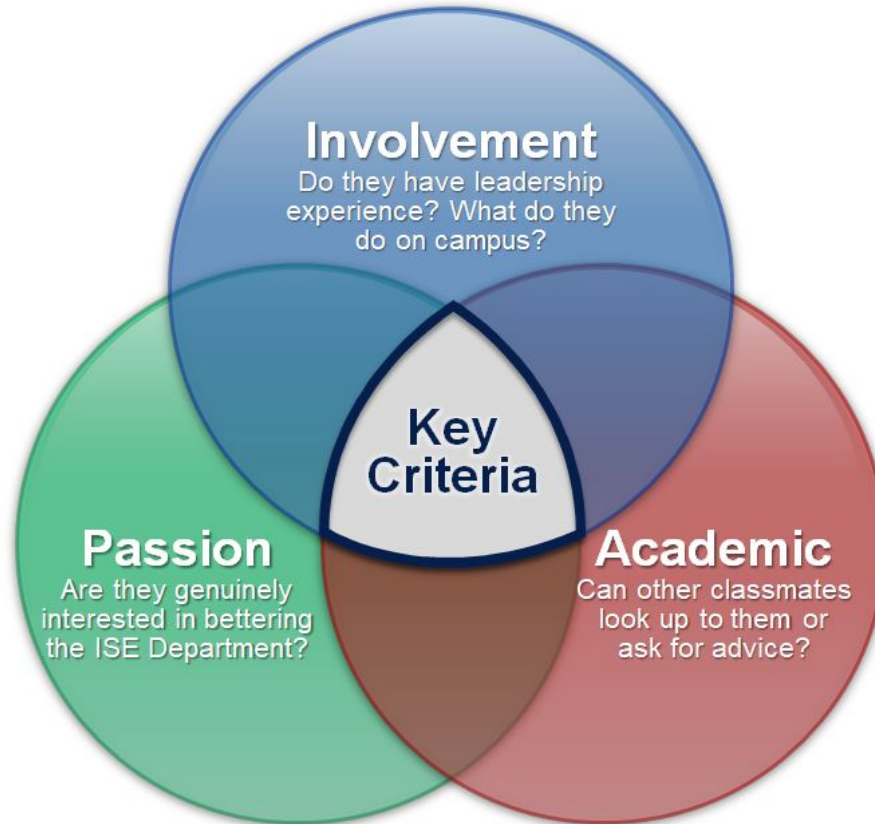 Involvement
Do they have leadership
experience? What do they
do on campus?
Key
Criteria
Passion
Are they genuinely
interested in bettering
the ISE Department?
Academic
Can other classmates
look up to them or
ask for advice?